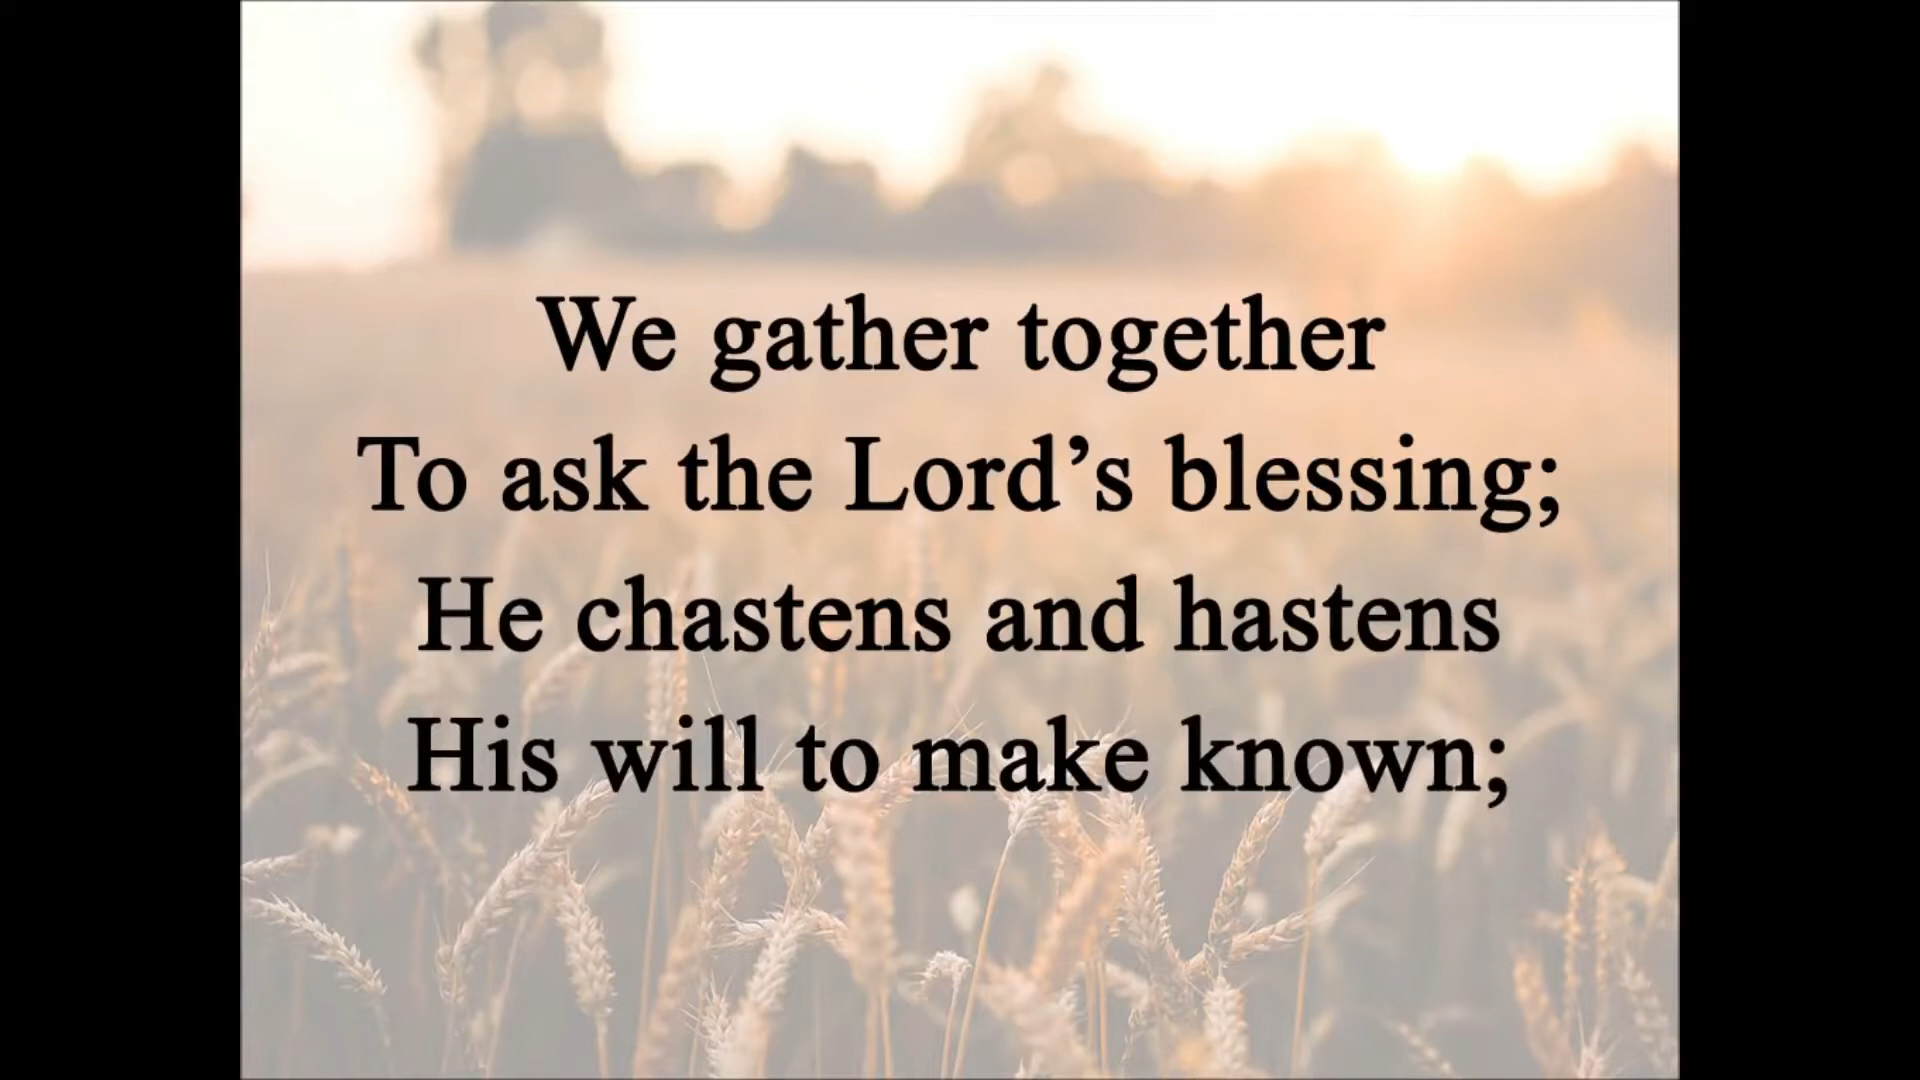 We gather together
To ask the Lord’s blessing;
He chastens and hastens
His will to make known;